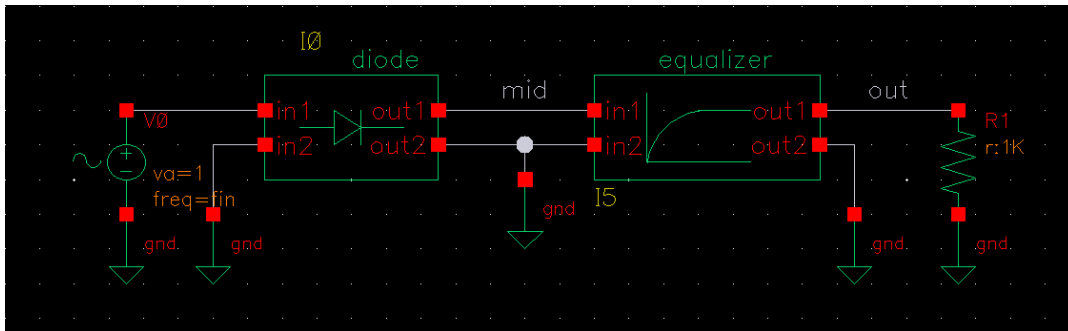 I0
diode
equalizer
in1
out1
mid
in1
out1
out
V0
in2
out2
in2
out2
R1
r:1K
va=1
freq=fin
I5
gnd
gnd
gnd
gnd
gnd